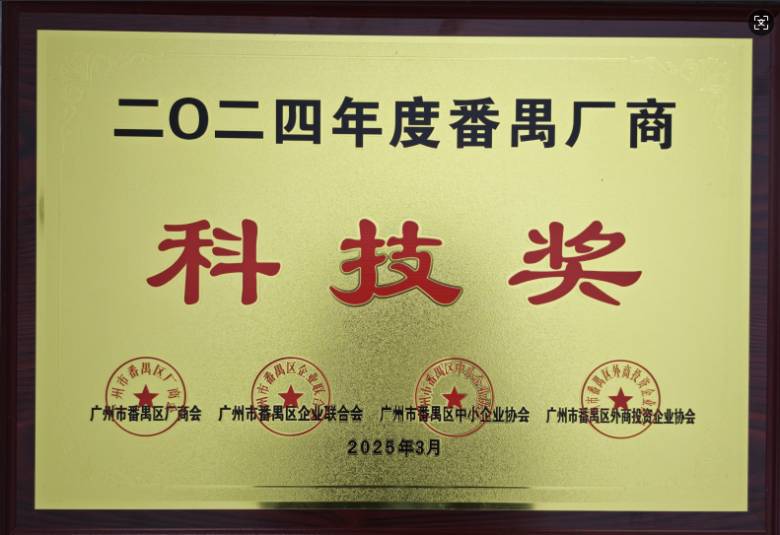 二〇二四年度番禺厂商
科技奖
广州市番禺区厂商会 广州市番禺区企业联合会 广州市番禺区中小企业协会 广州市番禺区外商投资企业协会
2025年3月